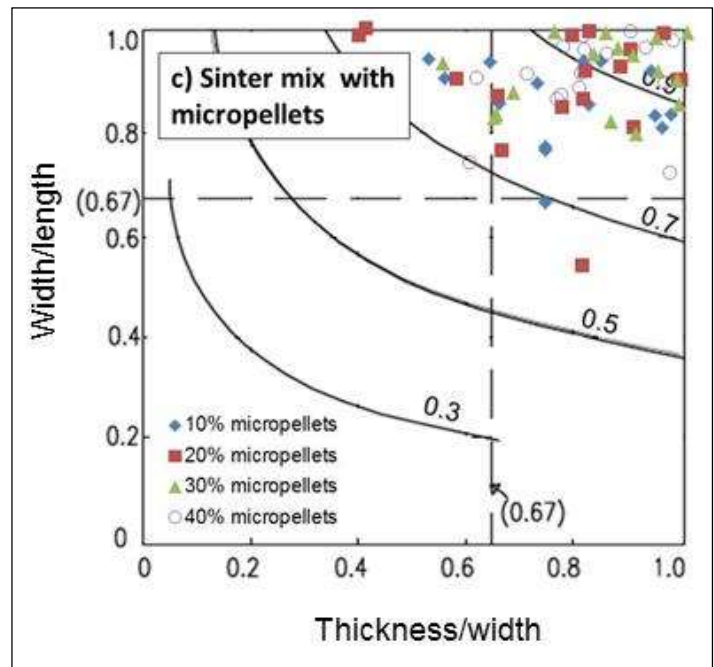 1.0
c) Sinter mix with
micropellets
0.9
0.8
(0.67)
0.7
0.6
0.5
0.4
0.3
0.2
(0.67)
0
10% micropellets
20% micropellets
30% micropellets
40% micropellets
0 0.2 0.4 0.6 0.8 1.0
Width/length
Thickness/width